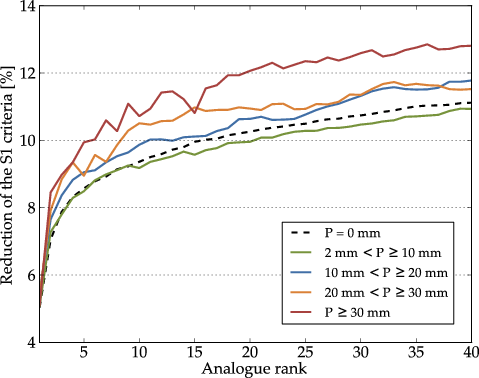 Reduction of the S1 criteria [%]
14
12
10
8
6
4
5 10 15 20 25 30 35 40
Analogue rank
P = 0 mm
2 mm < P ≥ 10 mm
10 mm < P ≥ 20 mm
20 mm < P ≥ 30 mm
P ≥ 30 mm